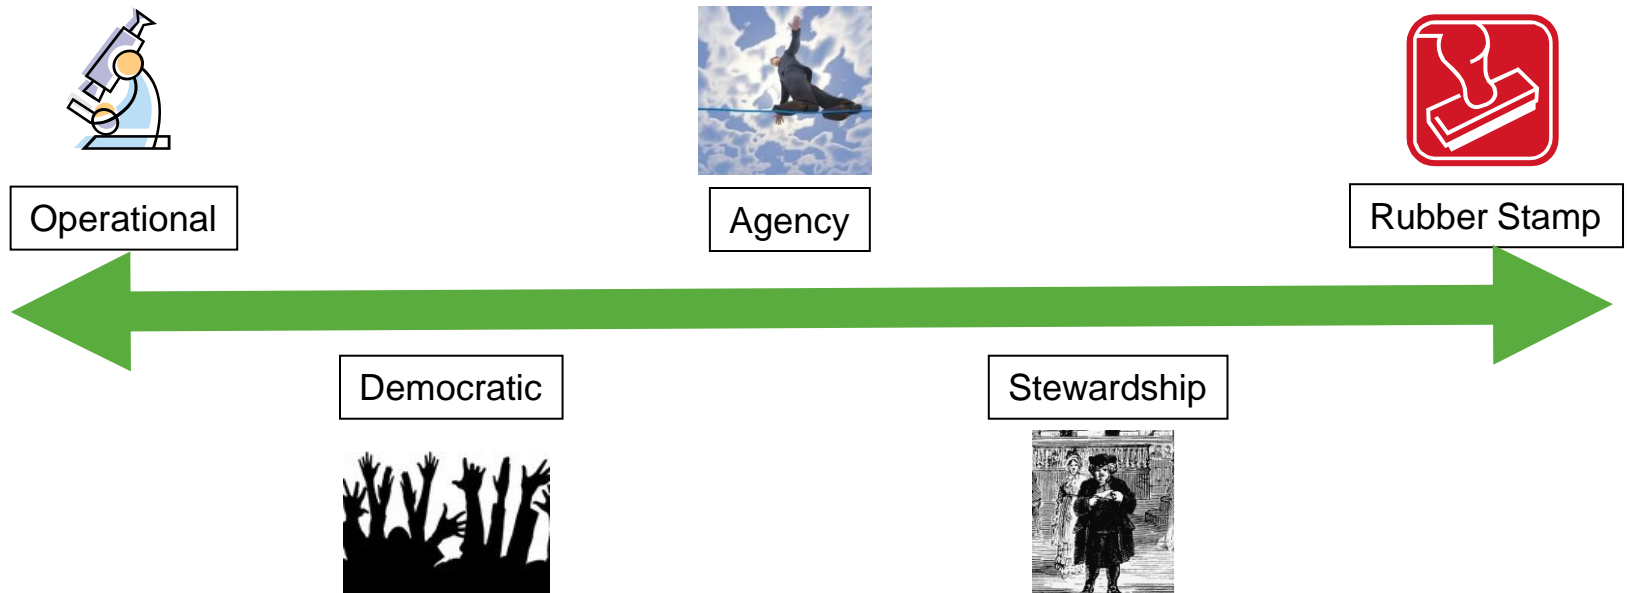 Operational
Agency
Rubber Stamp
Democratic
Stewardship